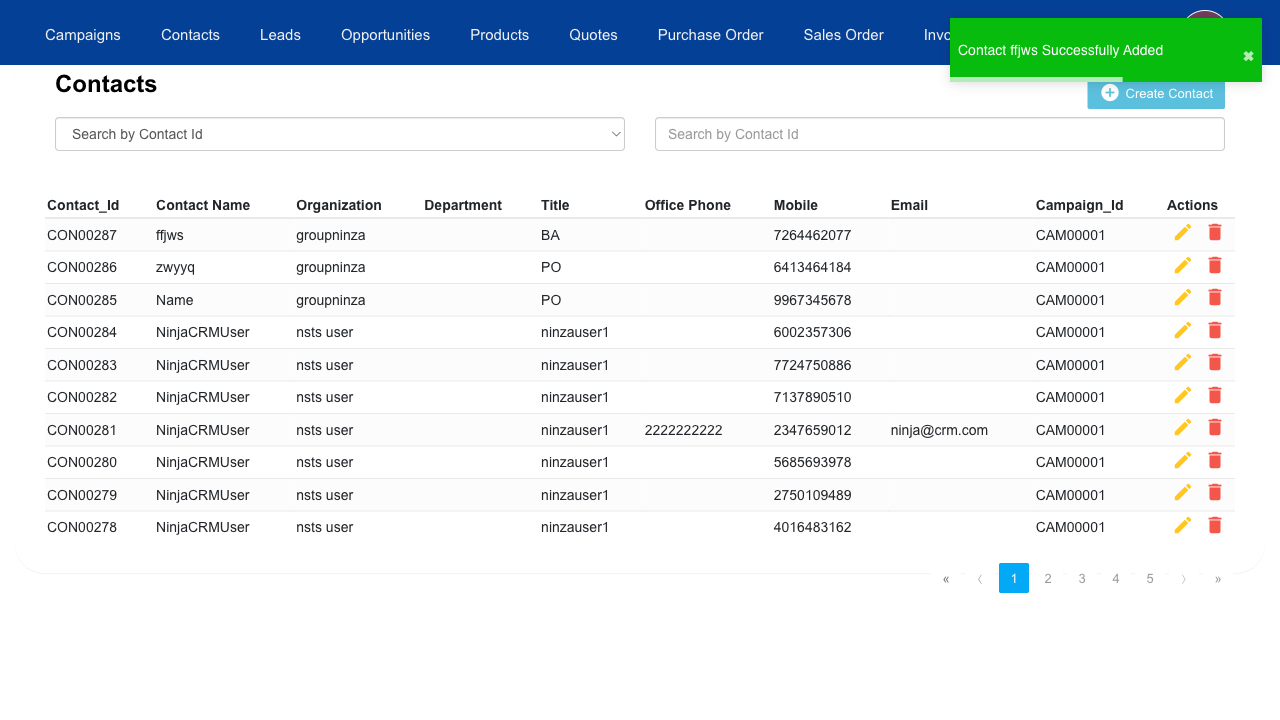 Campaigns Contacts Leads Opportunities Products Quotes Purchase Order Sales Order
Contact ffjws Successfully Added ✖
Contacts
Create Contact
Search by Contact Id
Search by Contact Id
Contact_Id Contact Name Organization Department Title Office Phone Mobile Email Campaign_Id Actions
CON00287 ffjws groupninza BA 7264462077 CAM00001
CON00286 zwyyq groupninza PO 6413464184 CAM00001
CON00285 Name groupninza PO 9967345678 CAM00001
CON00284 NinjaCRMUser nsts user ninzauser1 6002357306 CAM00001
CON00283 NinjaCRMUser nsts user ninzauser1 7724750886 CAM00001
CON00282 NinjaCRMUser nsts user ninzauser1 7137890510 CAM00001
CON00281 NinjaCRMUser nsts user ninzauser1 2222222222 2347659012 ninja@crm.com CAM00001
CON00280 NinjaCRMUser nsts user ninzauser1 5685693978 CAM00001
CON00279 NinjaCRMUser nsts user ninzauser1 2750109489 CAM00001
CON00278 NinjaCRMUser nsts user ninzauser1 4016483162 CAM00001
« ⟨ 1 2 3 4 5 ⟩ »